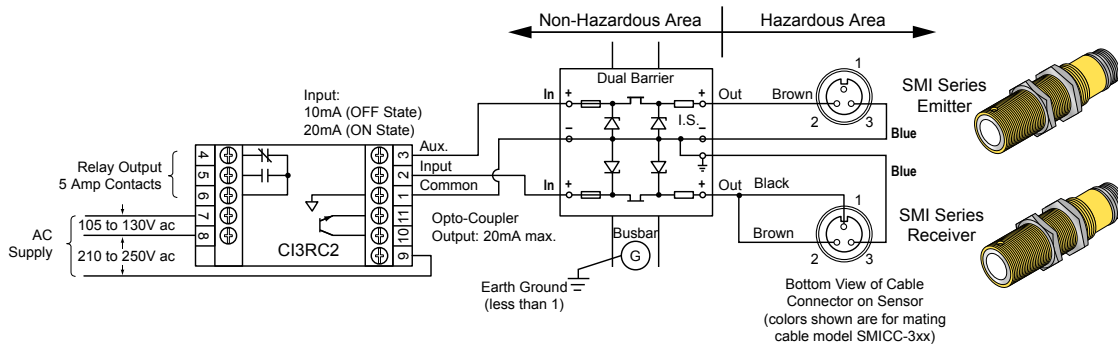 Non-Hazardous Area
Hazardous Area
Dual Barrier
Input:
10mA (OFF State)
20mA (ON State)
In
+
+
Out
Brown
1
2
3
SMI Series
Emitter
I.S.
–
–
Blue
Relay Output
5 Amp Contacts
4
5
6
7
8
3
2
1
11
10
9
Aux.
Input
Common
CI3RC2
Opto-Coupler
Output: 20mA max.
AC
Supply
105 to 130V ac
210 to 250V ac
In
+
+
Out
Black
Brown
Blue
1
2
3
SMI Series
Receiver
Busbar
G
Earth Ground
(less than 1)
Bottom View of Cable
Connector on Sensor
(colors shown are for mating
cable model SMICC-3xx)